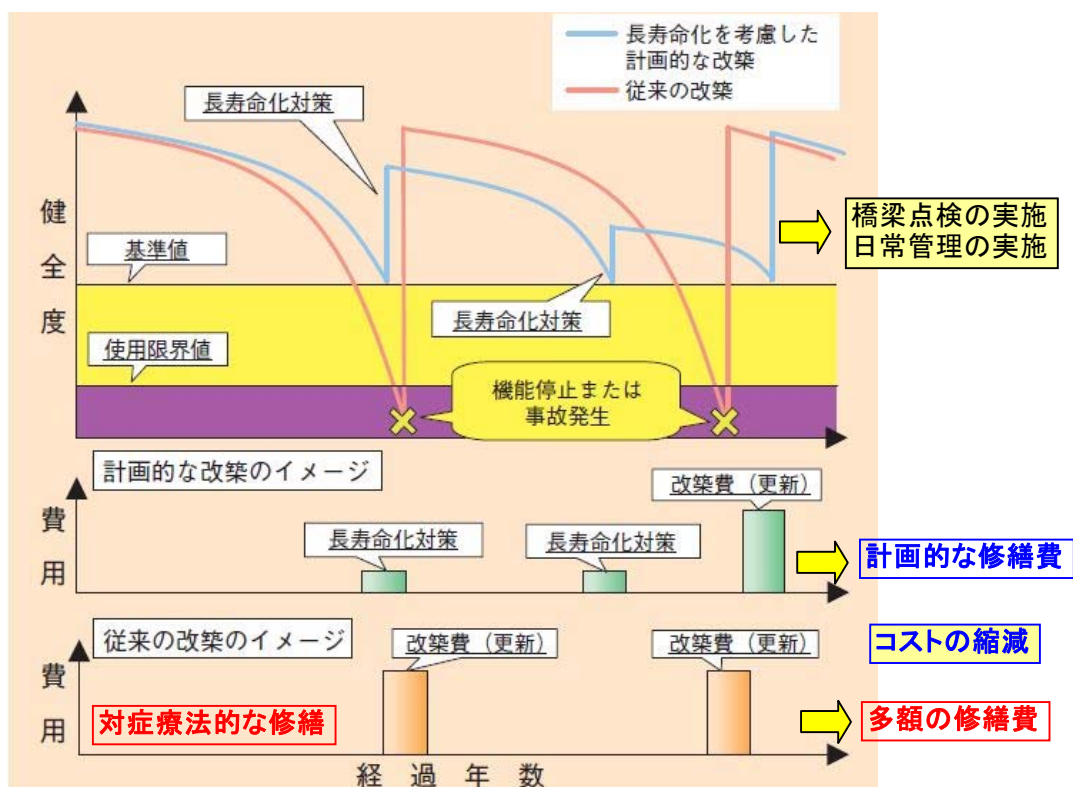 長寿命化を考慮した
計画的な改築
従来の改築
長寿命化対策
健全度
基準値
橋梁点検の実施
日常管理の実施
長寿命化対策
使用限界値
機能停止または
事故発生
計画的な改築のイメージ
費用
改築費（更新）
長寿命化対策
長寿命化対策
計画的な修繕費
従来の改築のイメージ
費用
改築費（更新）
改築費（更新）
コストの縮減
対症療法的な修繕
多額の修繕費
経過年数